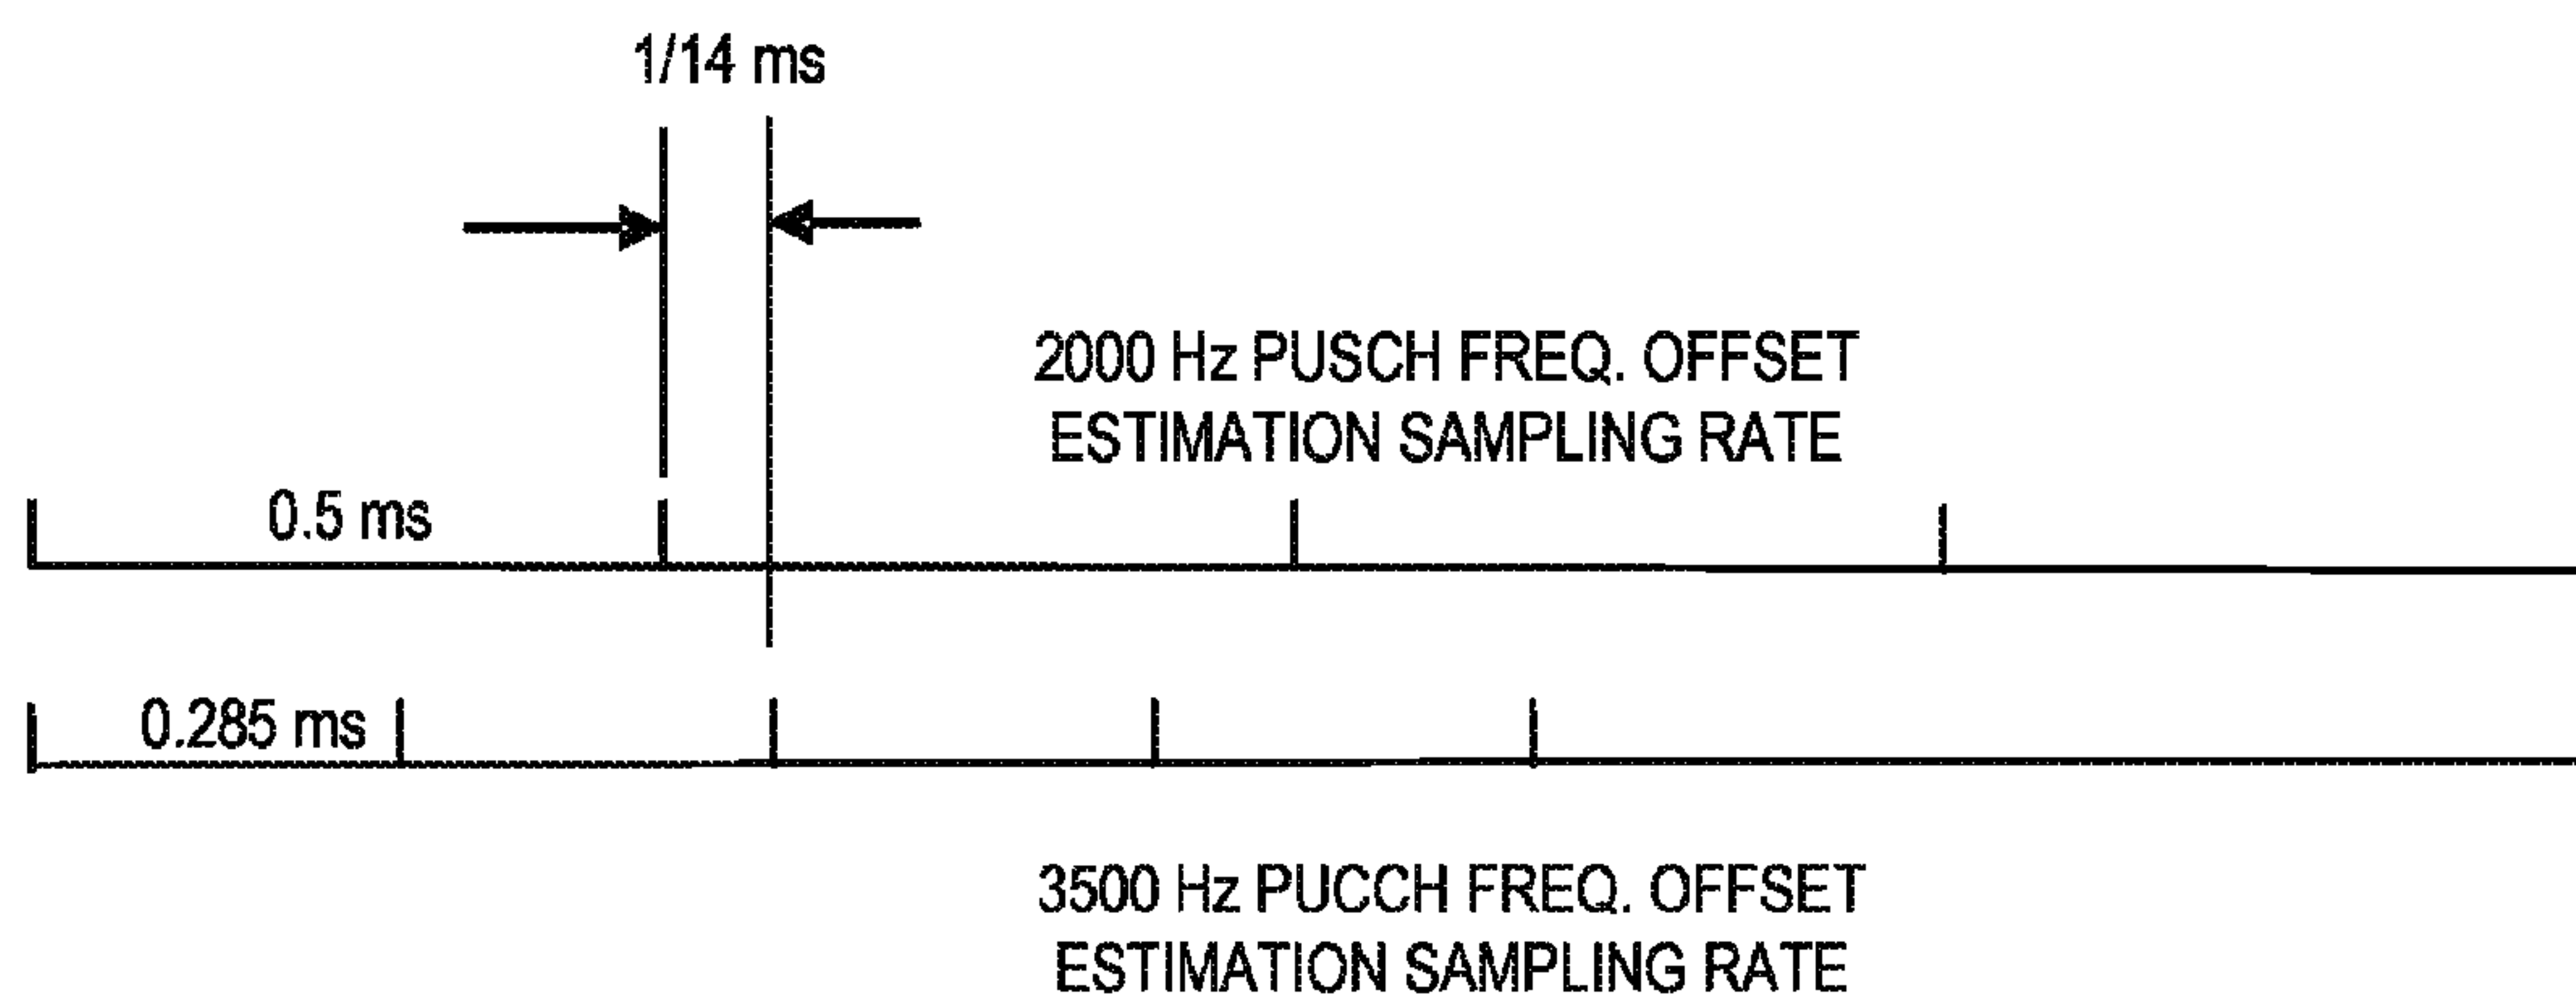 1/14 ms
2000 Hz PUSCH FREQ. OFFSET
ESTIMATION SAMPLING RATE
0.5 ms
0.285 ms
3500 Hz PUCCH FREQ. OFFSET
ESTIMATION SAMPLING RATE